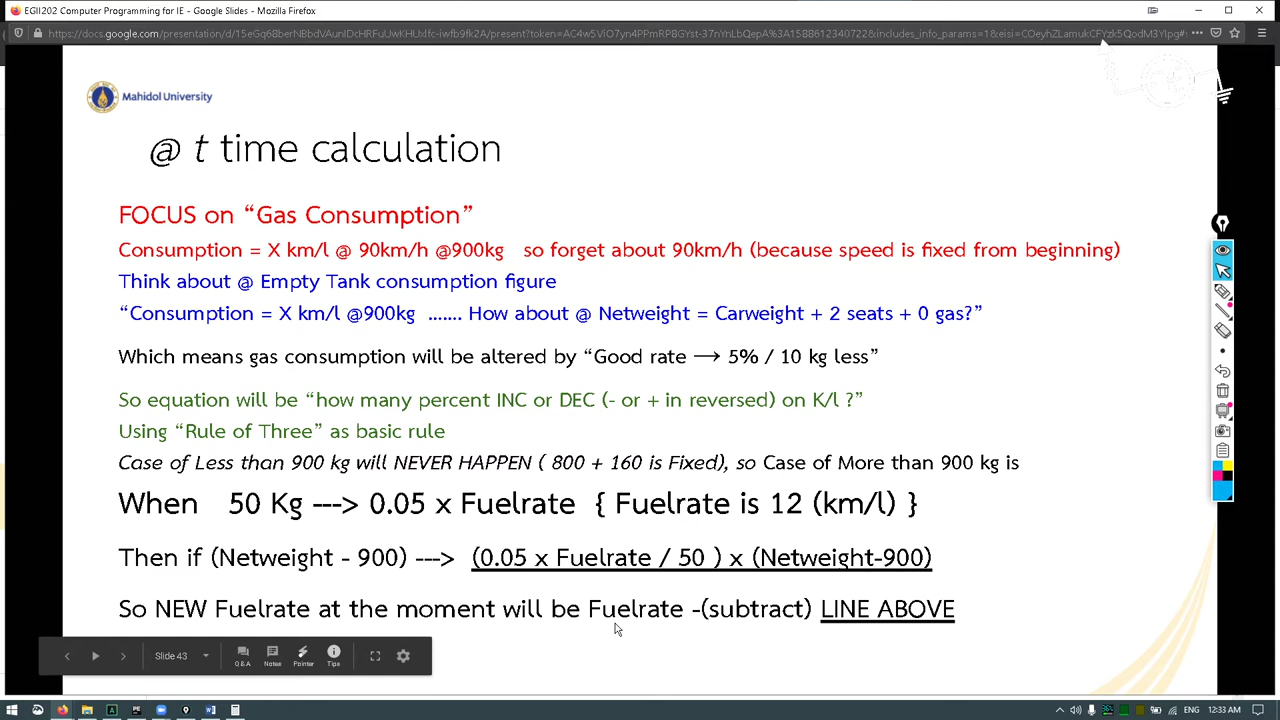 EGII202 Computer Programming for IE - Google Slides - Mozilla Firefox
Mahidol University
@ t time calculation
FOCUS on “Gas Consumption”
Consumption = X km/l @ 90km/h @900kg so forget about 90km/h (because speed is fixed from beginning)
Think about @ Empty Tank consumption figure
“Consumption = X km/l @900kg ....... How about @ Netweight = Carweight + 2 seats + 0 gas?”
Which means gas consumption will be altered by “Good rate → 5% / 10 kg less”
So equation will be “how many percent INC or DEC (- or + in reversed) on K/l ?”
Using “Rule of Three” as basic rule
Case of Less than 900 kg will NEVER HAPPEN ( 800 + 160 is Fixed), so Case of More than 900 kg is
When 50 Kg ---> 0.05 x Fuelrate { Fuelrate is 12 (km/l) }
Then if (Netweight - 900) ---> (0.05 x Fuelrate / 50 ) x (Netweight-900)
So NEW Fuelrate at the moment will be Fuelrate -(subtract) LINE ABOVE
Slide 43
Q & A
Notes
Pointer
Tips
ENG
12:33 AM